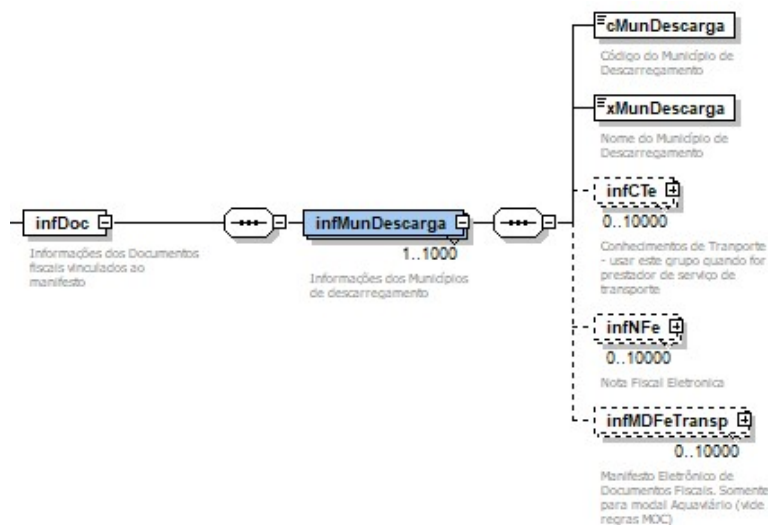 cMunDescarga
Código do Município de
Descarregamento
xMunDescarga
Nome do Município de
Descarregamento
infCTe
0..10000
Conhecimentos de Tranporte
- usar este grupo quando for
prestador de serviço de
transporte
infDoc
Informações dos Documentos
fiscais vinculados ao
manifesto
infMunDescarga
1..1000
Informações dos Municípios
de descarregamento
infNFe
0..10000
Nota Fiscal Eletronica
infMDFeTransp
0..10000
Manifesto Eletrônico de
Documentos Fiscais. Somente
para modal Aquaviário (vide
regras MOC)